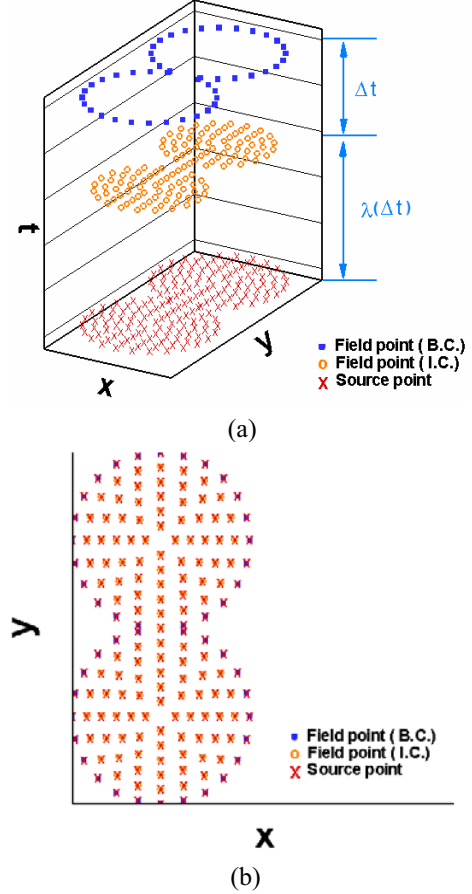 Δt
λ(Δt)
t
y
x
Field point ( B.C.)
Field point ( I.C.)
Source point
(a)
y
Field point ( B.C.)
Field point ( I.C.)
Source point
x
(b)